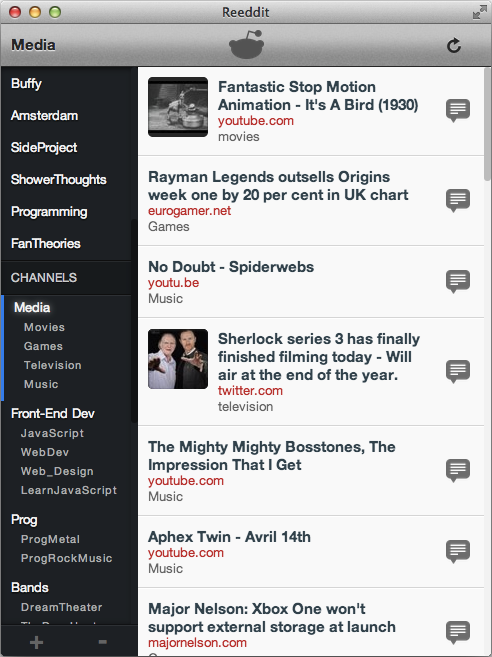 Reeddit
Media
Buffy
Amsterdam
SideProject
ShowerThoughts
Programming
FanTheories
CHANNELS
Media
Movies
Games
Television
Music
Front-End Dev
JavaScript
WebDev
Web_Design
LearnJavaScript
Prog
ProgMetal
ProgRockMusic
Bands
DreamTheater
+ -
Fantastic Stop Motion
Animation - It's A Bird (1930)
youtube.com
movies
Rayman Legends outsells Origins
week one by 20 per cent in UK chart
eurogamer.net
Games
No Doubt - Spiderwebs
youtu.be
Music
Sherlock series 3 has finally
finished filming today - Will
air at the end of the year.
twitter.com
television
The Mighty Mighty Bosstones, The
Impression That I Get
youtube.com
Music
Aphex Twin - Avril 14th
youtube.com
Music
Major Nelson: Xbox One won't
support external storage at launch
majornelson.com